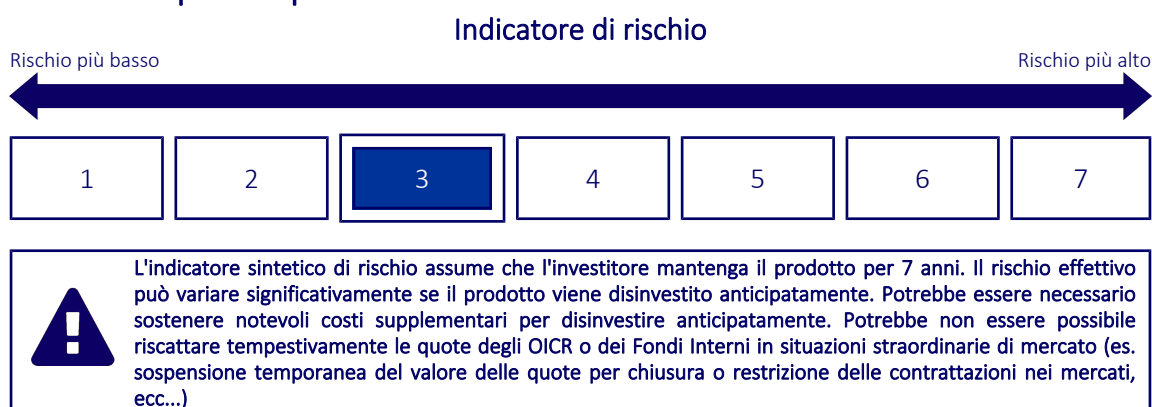 Indicatore di rischio
Rischio più basso Rischio più alto
1 2 3 4 5 6 7
L'indicatore sintetico di rischio assume che l'investitore mantenga il prodotto per 7 anni. Il rischio effettivo
può variare significativamente se il prodotto viene disinvestito anticipatamente. Potrebbe essere necessario
sostenere notevoli costi supplementari per disinvestire anticipatamente. Potrebbe non essere possibile
riscattare tempestivamente le quote degli OICR o dei Fondi Interni in situazioni straordinarie di mercato (es.
sospensione temporanea del valore delle quote per chiusura o restrizione delle contrattazioni nei mercati,
ecc...)